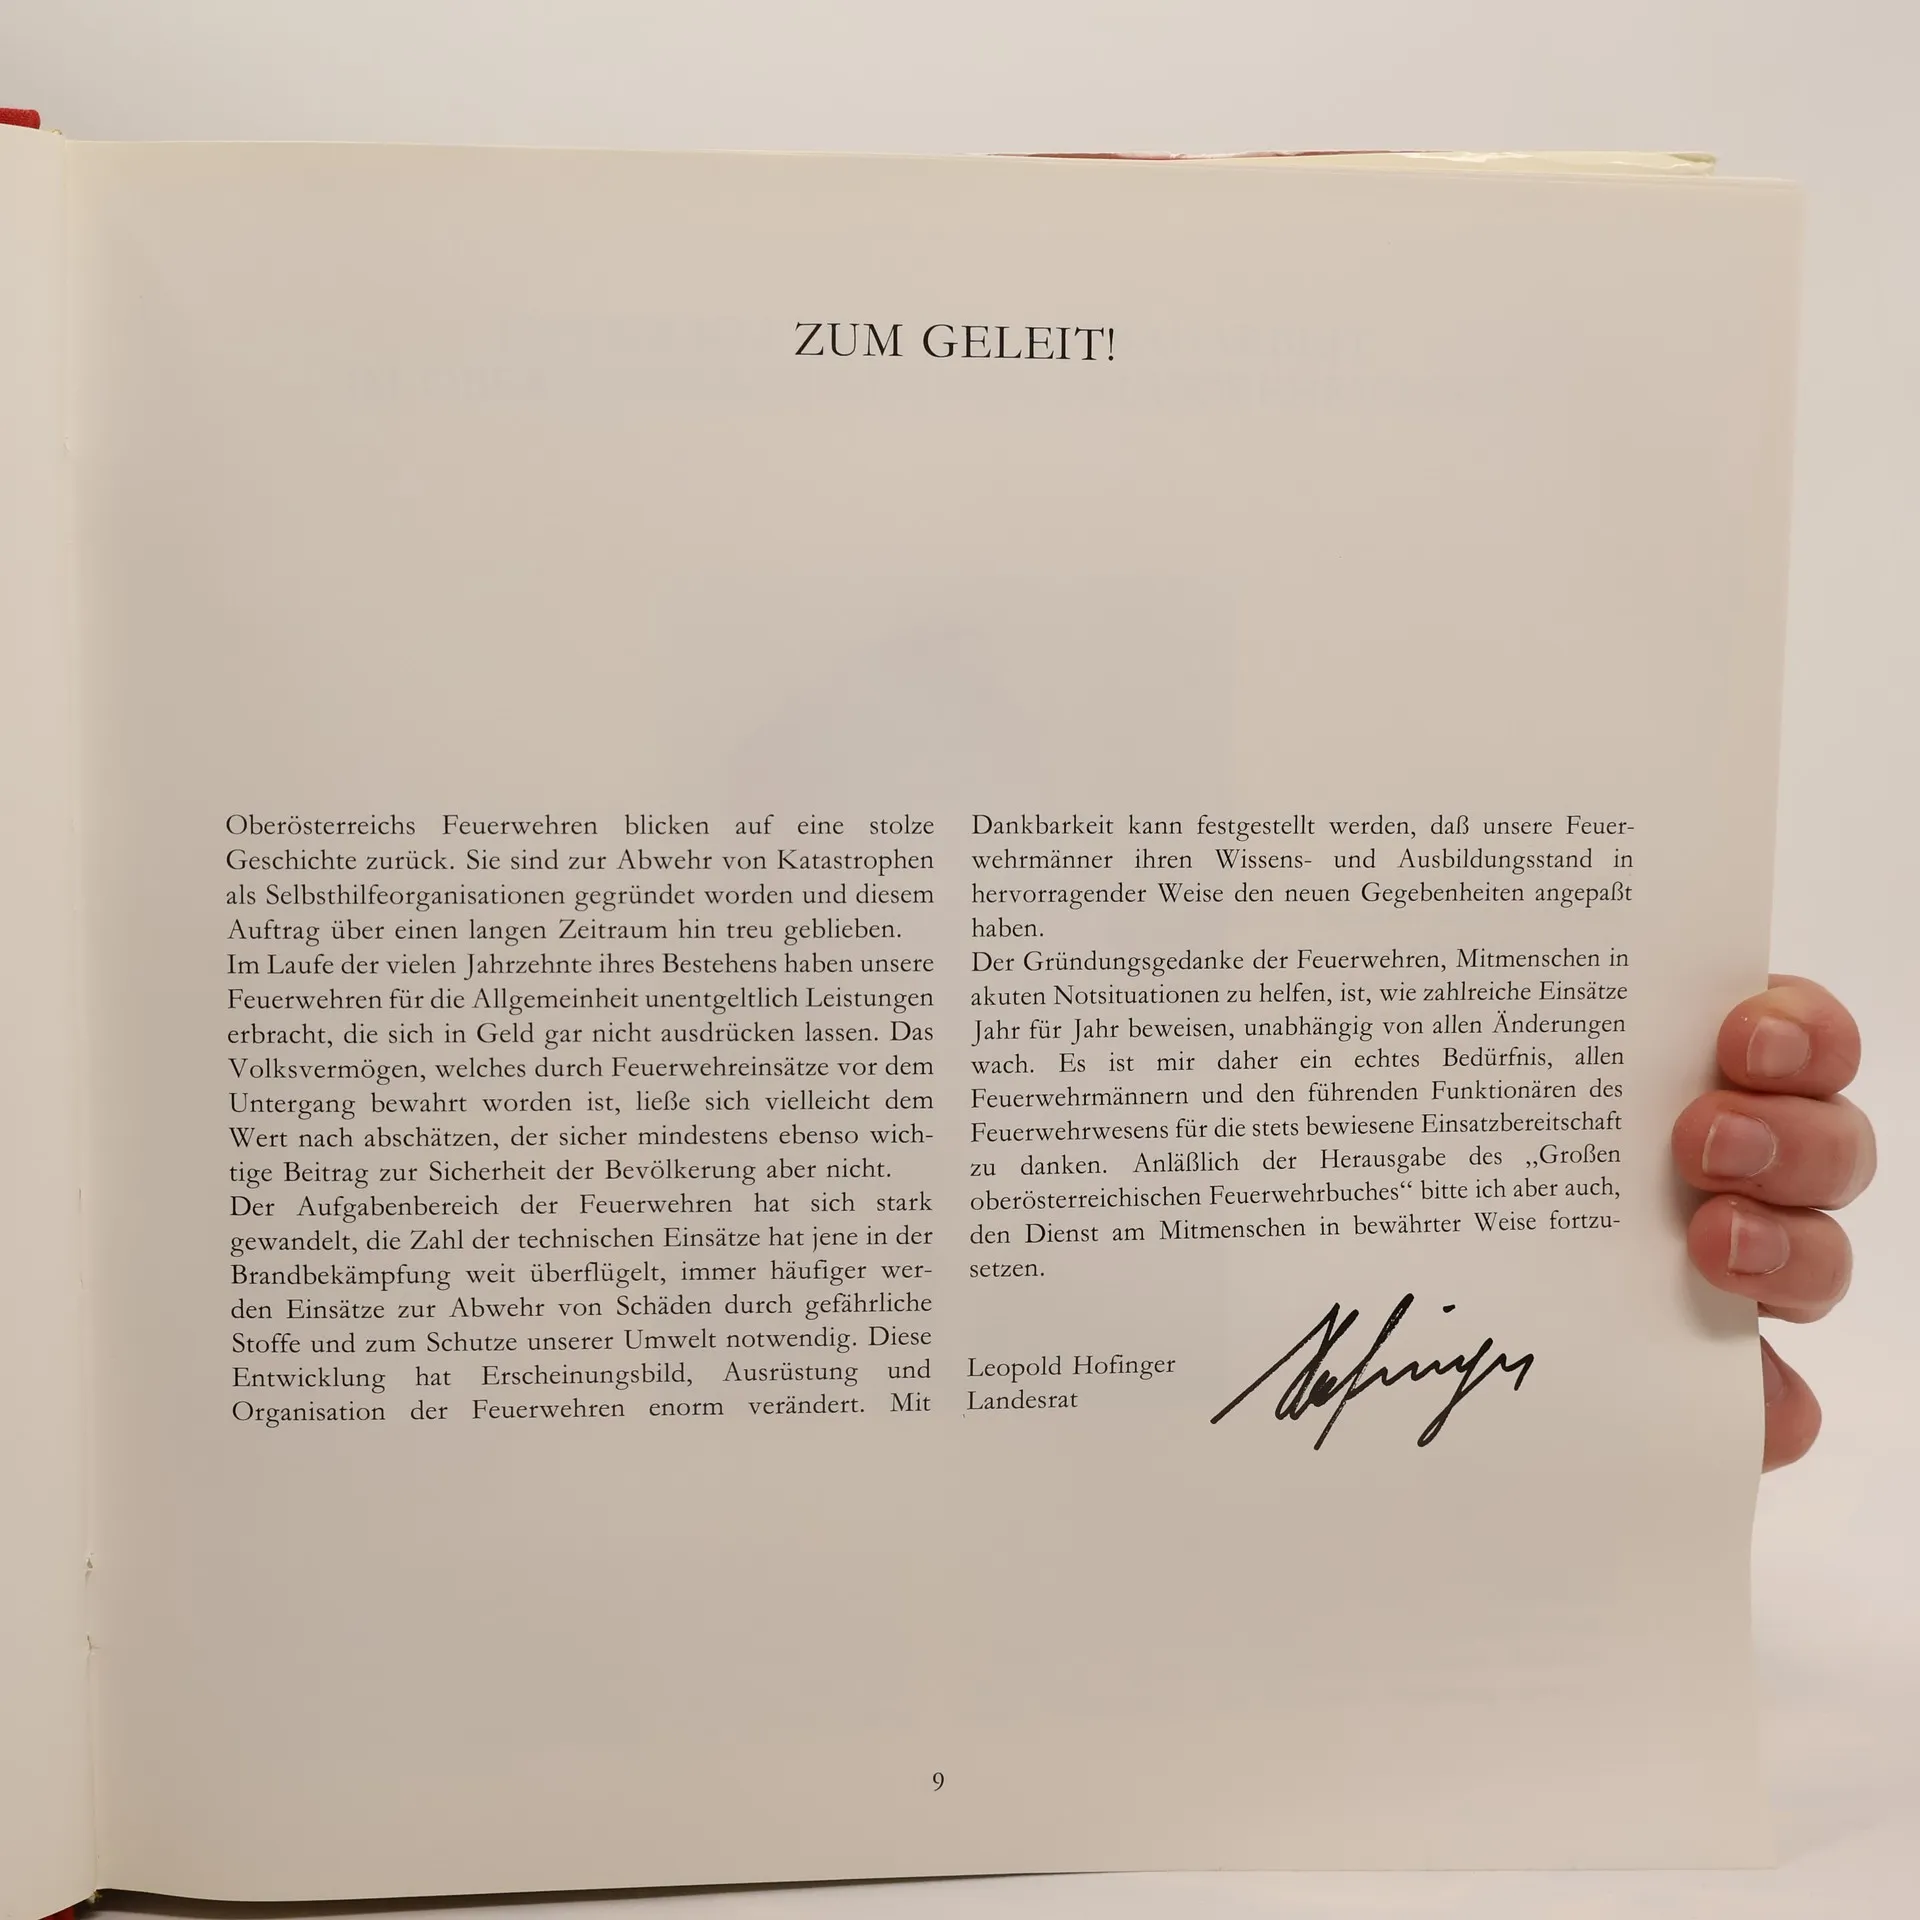 ZUM GELEIT!
Oberösterreichs Feuerwehren blicken auf eine stolze
Geschichte zurück. Sie sind zur Abwehr von Katastrophen
als Selbsthilfeorganisationen gegründet worden und diesem
Auftrag über einen langen Zeitraum hin treu geblieben.
Im Laufe der vielen Jahrzehnte ihres Bestehens haben unsere
Feuerwehren für die Allgemeinheit unentgeltlich Leistungen
erbracht, die sich in Geld gar nicht ausdrücken lassen. Das
Volksvermögen, welches durch Feuerwehreinsätze vor dem
Untergang bewahrt worden ist, ließe sich vielleicht dem
Wert nach abschätzen, der sicher mindestens ebenso wich-
tige Beitrag zur Sicherheit der Bevölkerung aber nicht.
Der Aufgabenbereich der Feuerwehren hat sich stark
gewandelt, die Zahl der technischen Einsätze hat jene in der
Brandbekämpfung weit überflügelt, immer häufiger wer-
den Einsätze zur Abwehr von Schäden durch gefährliche
Stoffe und zum Schutze unserer Umwelt notwendig. Diese
Entwicklung hat Erscheinungsbild, Ausrüstung und
Organisation der Feuerwehren enorm verändert. Mit
Dankbarkeit kann festgestellt werden, daß unsere Feuer-
wehrmänner ihren Wissens- und Ausbildungsstand in
hervorragender Weise den neuen Gegebenheiten angepaßt
haben.
Der Gründungsgedanke der Feuerwehren, Mitmenschen in
akuten Notsituationen zu helfen, ist, wie zahlreiche Einsätze
Jahr für Jahr beweisen, unabhängig von allen Änderungen
wach. Es ist mir daher ein echtes Bedürfnis, allen
Feuerwehrmännern und den führenden Funktionären des
Feuerwehrwesens für die stets bewiesene Einsatzbereitschaft
zu danken. Anläßlich der Herausgabe des „Großen
oberösterreichischen Feuerwehrbuches“ bitte ich aber auch,
den Dienst am Mitmenschen in bewährter Weise fortzu-
setzen.
Leopold Hofinger
Landesrat
Hofinger
9